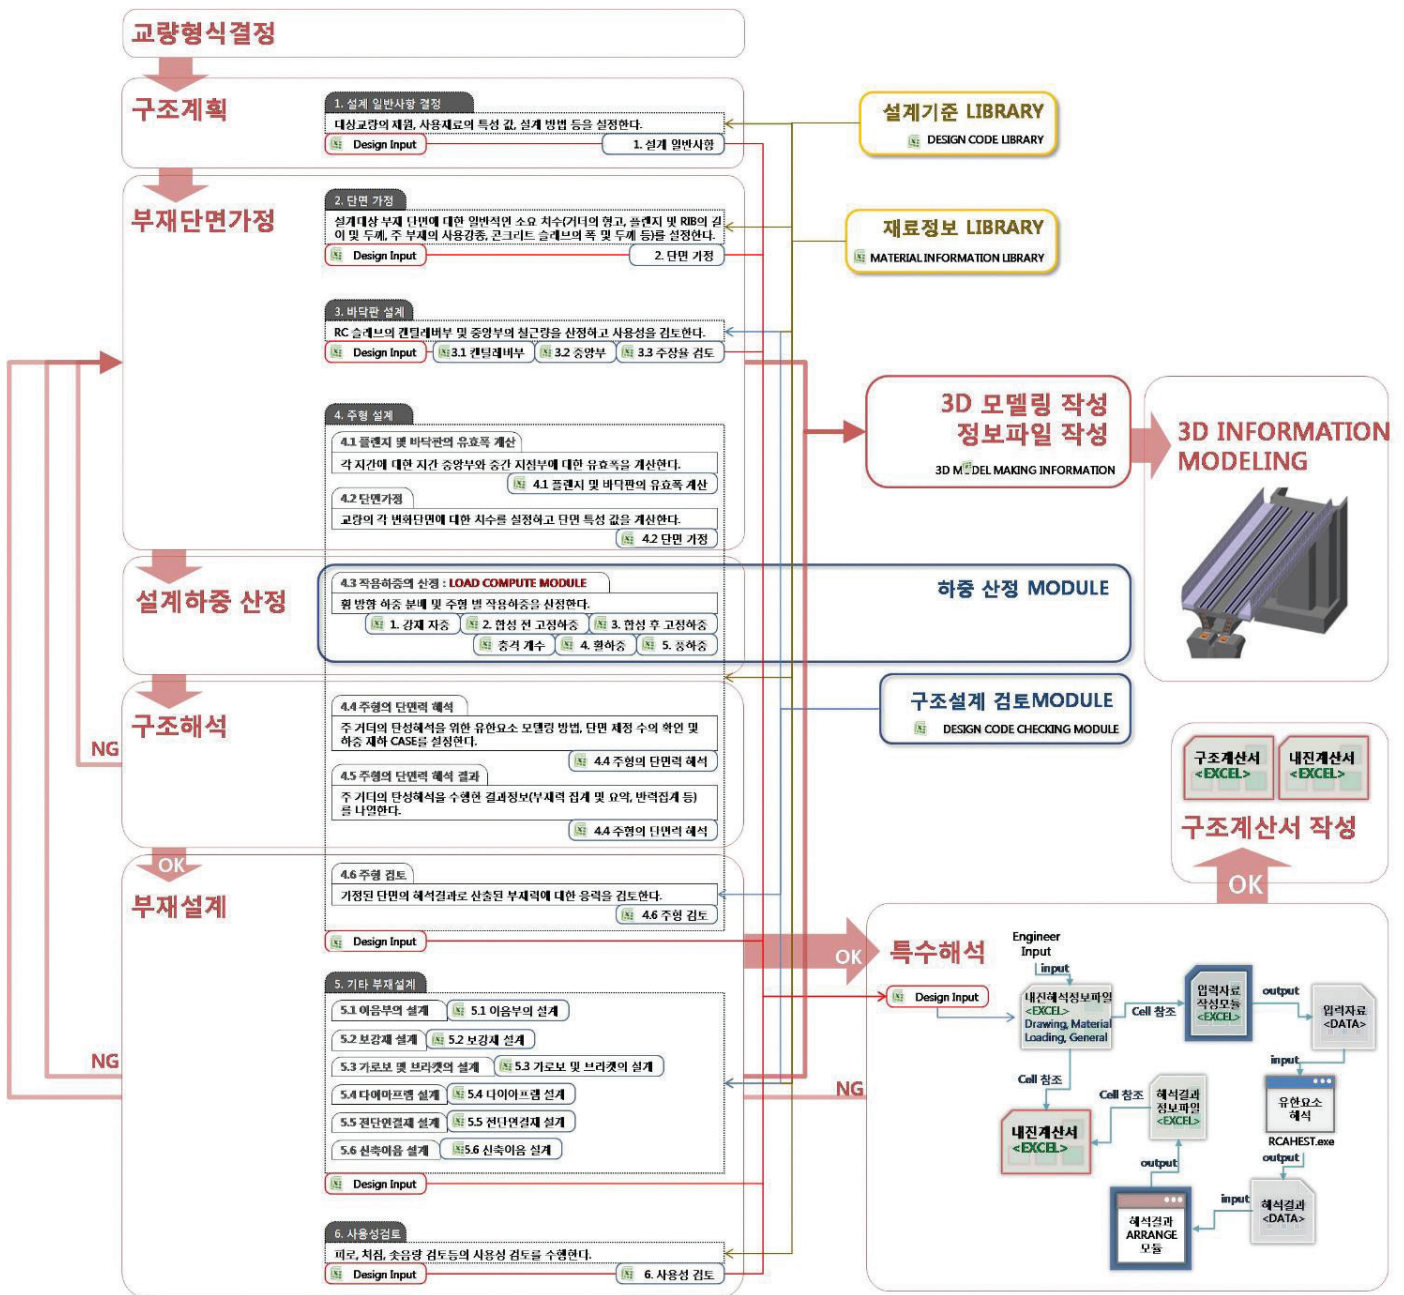 교량형식결정
구조계획
1. 설계 일반사항 결정
대상교량의 제원, 사용재료의 특성 값, 설계 방법 등을 설정한다.
Design Input
1. 설계 일반사항
설계기준 LIBRARY
DESIGN CODE LIBRARY
부재단면가정
2. 단면 가정
설계대상 부재 단면에 대한 일반적인 소요 치수(거더의 형고, 플랜지 및 RIB의 길
이 및 두께, 주 부재의 사용강종, 콘크리트 슬래브의 폭 및 두께 등)를 설정한다.
Design Input
2. 단면 가정
재료정보 LIBRARY
MATERIAL INFORMATION LIBRARY
3. 바닥판 설계
RC 슬래브의 캔틸레버부 및 중앙부의 철근량을 산정하고 사용성을 검토한다.
Design Input
3.1 캔틸레버부
3.2 중앙부
3.3 주장율 검토
4. 주형 설계
4.1 플랜지 및 바닥판의 유효폭 계산
각 지간에 대한 지간 중앙부와 중간 지점부에 대한 유효폭을 계산한다.
4.1 플랜지 및 바닥판의 유효폭 계산
4.2 단면가정
교량의 각 변화단면에 대한 치수를 설정하고 단면 특성 값을 계산한다.
4.2 단면 가정
3D 모델링 작성
정보파일 작성
3D MODEL MAKING INFORMATION
3D INFORMATION
MODELING
설계하중 산정
4.3 작용하중의 산정 : LOAD COMPUTE MODULE
횡 방향 하중 분배 및 주형 별 작용하중을 산정한다.
1. 강재 자중
2. 합성 전 고정하중
3. 합성 후 고정하중
충격 계수
4. 활하중
5. 풍하중
하중 산정 MODULE
구조해석
NG
4.4 주형의 단면력 해석
주 거더의 탄성해석을 위한 유한요소 모델링 방법, 단면 제정 수의 확인 및
하중 재하 CASE를 설정한다.
4.4 주형의 단면력 해석
4.5 주형의 단면력 해석 결과
주 거더의 탄성해석을 수행한 결과정보(부재력 집계 및 요약, 반력집계 등)
를 나열한다.
4.4 주형의 단면력 해석
구조설계 검토MODULE
DESIGN CODE CHECKING MODULE
구조계산서
<EXCEL>
내진계산서
<EXCEL>
구조계산서 작성
OK
OK
부재설계
4.6 주형 검토
가정된 단면의 해석결과로 산출된 부재력에 대한 응력을 검토한다.
4.6 주형 검토
Design Input
5. 기타 부재설계
5.1 이음부의 설계
5.1 이음부의 설계
5.2 보강재 설계
5.2 보강재 설계
5.3 가로보 및 브라켓의 설계
5.3 가로보 및 브라켓의 설계
5.4 다이아프램 설계
5.4 다이아프램 설계
5.5 전단연결재 설계
5.5 전단연결재 설계
5.6 신축이음 설계
5.6 신축이음 설계
Design Input
NG
6. 사용성검토
피로, 처짐, 솟음량 검토등의 사용성 검토를 수행한다.
Design Input
6. 사용성 검토
OK
NG
특수해석
Design Input
Engineer
Input
input
내진해석정보파일
<EXCEL>
Drawing, Material
Loading, General
Cell 참조
입력자료
작성모듈
<EXCEL>
output
입력자료
<DATA>
input
유한요소
해석
RCAHEST.exe
output
해석결과
<DATA>
input
해석결과
ARRANGE
모듈
output
해석결과
정보파일
<EXCEL>
Cell 참조
Cell 참조
내진계산서
<EXCEL>